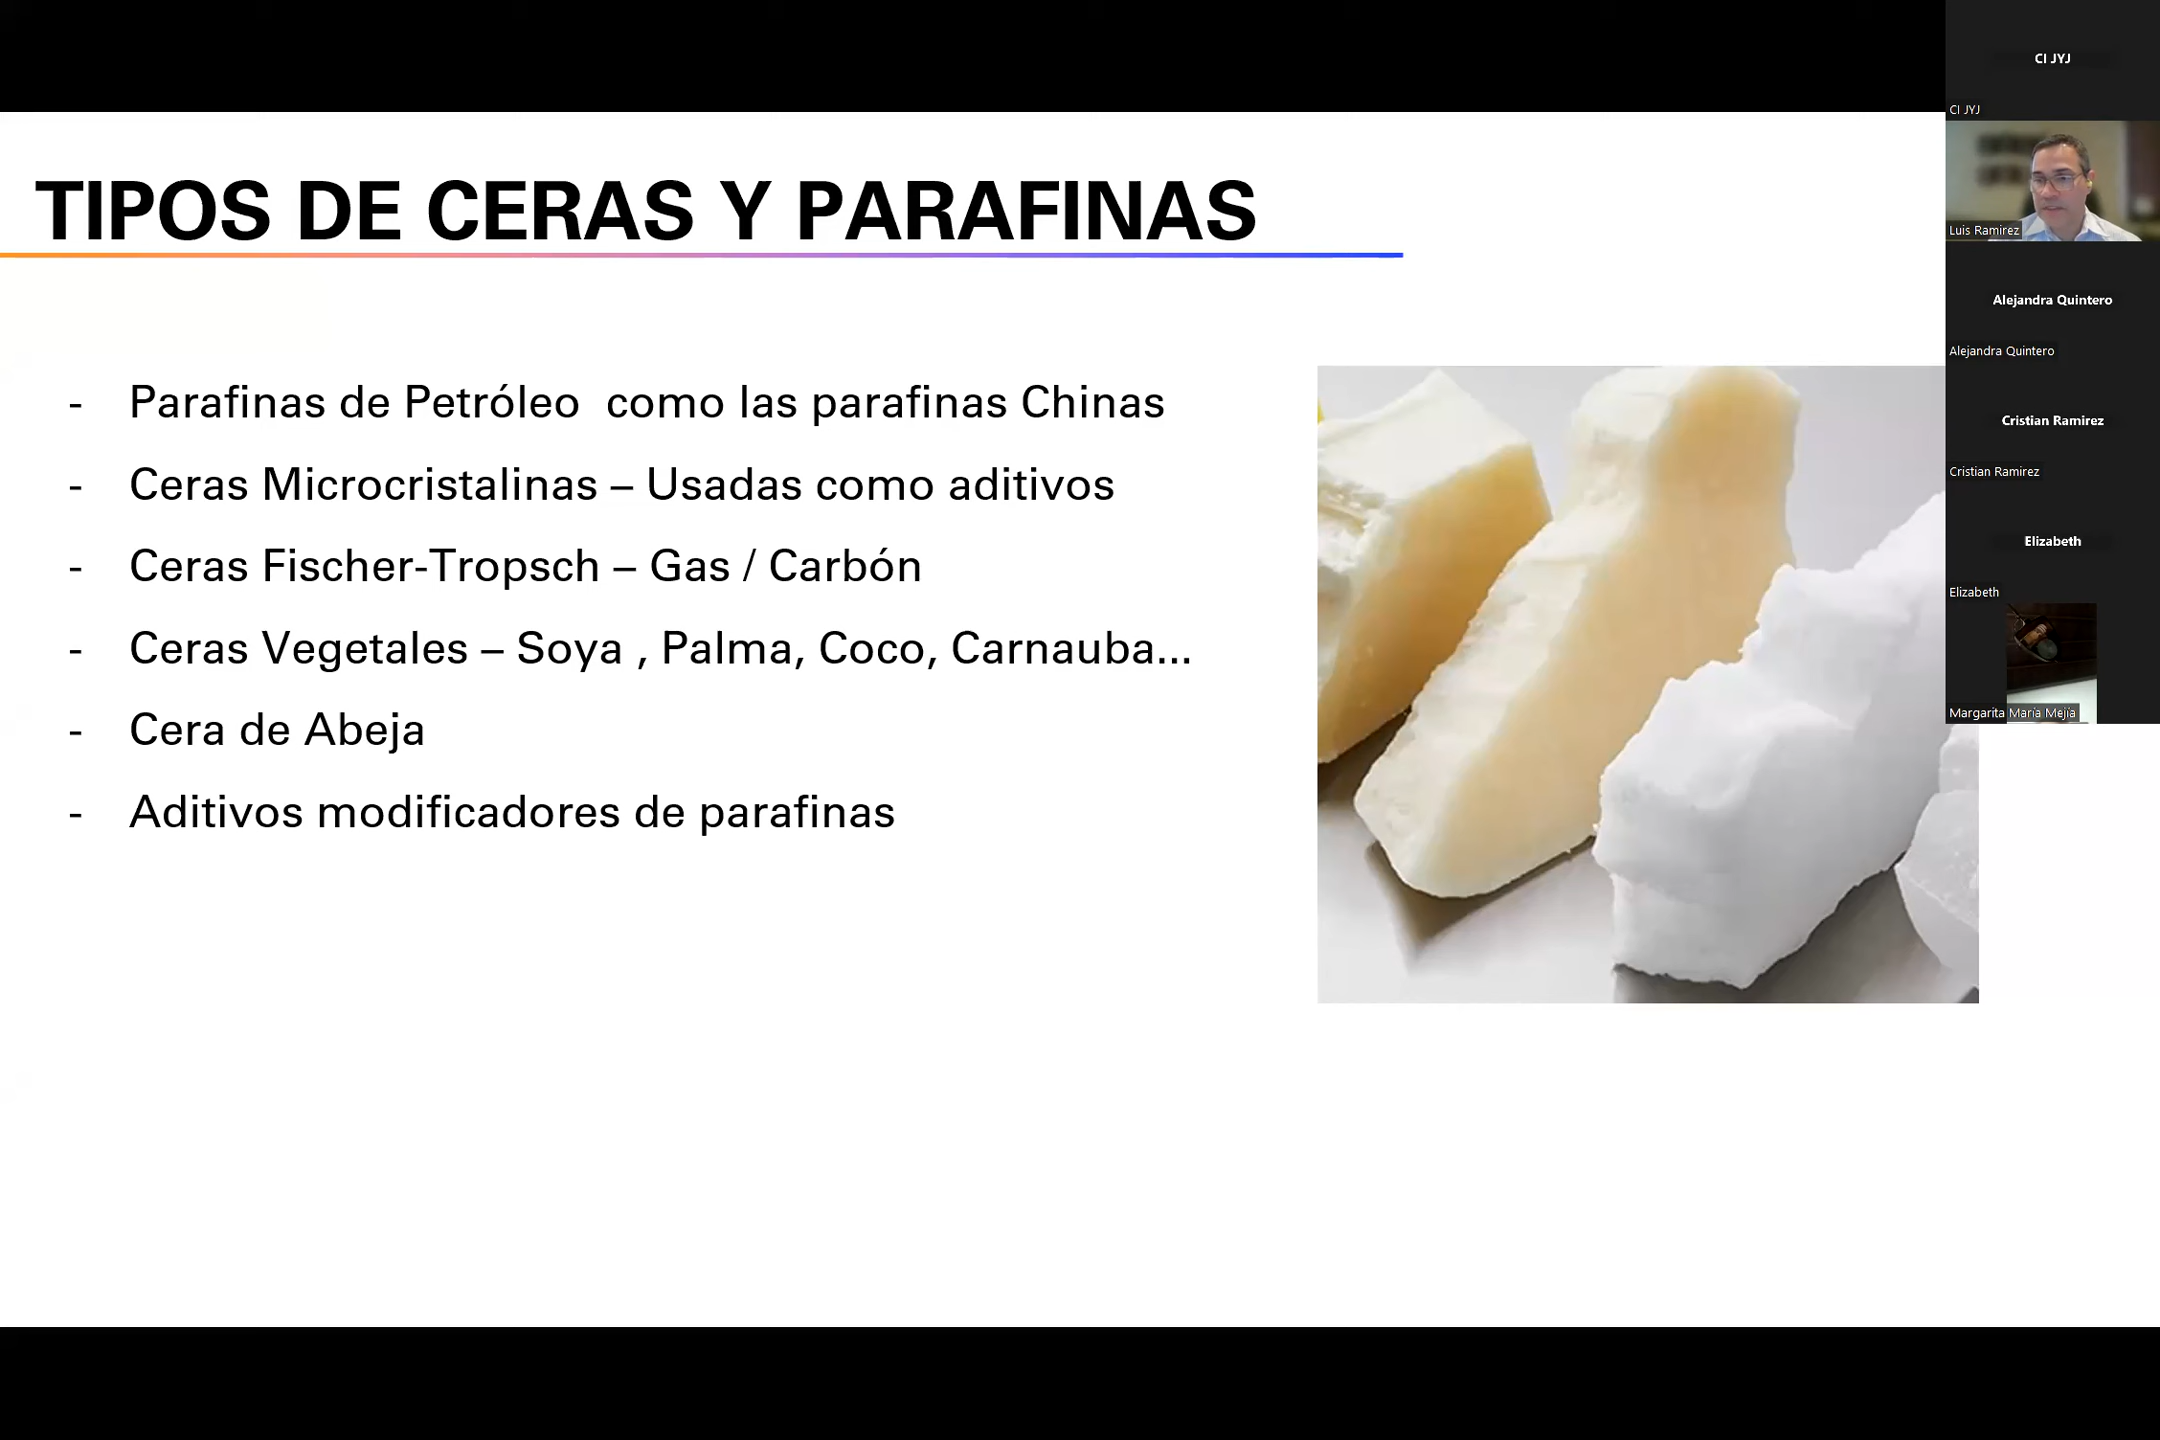 TIPOS DE CERAS Y PARAFINAS
- Parafinas de Petróleo como las parafinas Chinas
- Ceras Microcristalinas – Usadas como aditivos
- Ceras Fischer-Tropsch – Gas / Carbón
- Ceras Vegetales – Soya , Palma, Coco, Carnauba...
- Cera de Abeja
- Aditivos modificadores de parafinas
CI JYJ
CI JYJ
Luis Ramirez
Alejandra Quintero
Alejandra Quintero
Cristian Ramirez
Cristian Ramirez
Elizabeth
Elizabeth
Margarita María Mejía